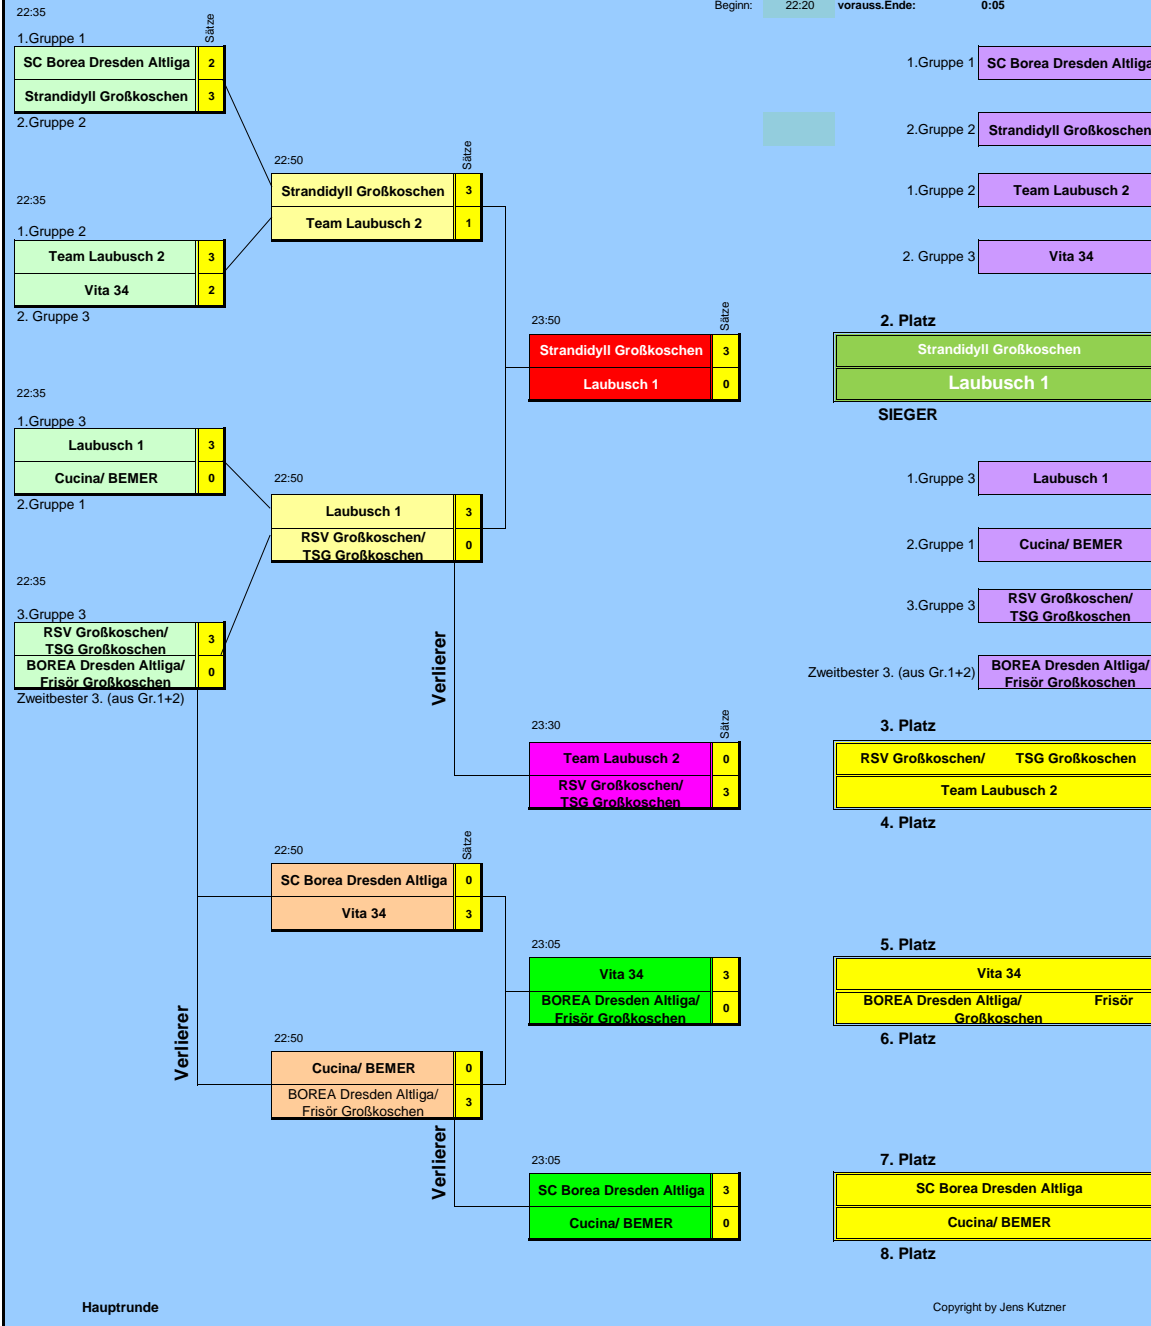 Beginn: 22:20 vorauss.Ende: 0:05
22:35
Sätze
1.Gruppe 1
SC Borea Dresden Altliga 2
Strandidyll Großkoschen 3
2.Gruppe 2
22:35
1.Gruppe 2
Team Laubusch 2 3
Vita 34 2
2. Gruppe 3
22:35
1.Gruppe 3
Laubusch 1 3
Cucina/ BEMER 0
2.Gruppe 1
22:35
3.Gruppe 3
RSV Großkoschen/
TSG Großkoschen 3
BOREA Dresden Altliga/
Frisör Großkoschen 0
Zweitbester 3. (aus Gr.1+2)
22:50
Sätze
Strandidyll Großkoschen 3
Team Laubusch 2 1
22:50
Laubusch 1 3
RSV Großkoschen/
TSG Großkoschen 0
Verlierer
22:50
Sätze
SC Borea Dresden Altliga 0
Vita 34 3
Verlierer
22:50
Cucina/ BEMER 0
BOREA Dresden Altliga/
Frisör Großkoschen 3
Verlierer
23:50
Sätze
Strandidyll Großkoschen 3
Laubusch 1 0
23:30
Sätze
Team Laubusch 2 0
RSV Großkoschen/
TSG Großkoschen 3
23:05
Vita 34 3
BOREA Dresden Altliga/
Frisör Großkoschen 0
23:05
SC Borea Dresden Altliga 3
Cucina/ BEMER 0
1.Gruppe 1 SC Borea Dresden Altliga
2.Gruppe 2 Strandidyll Großkoschen
1.Gruppe 2 Team Laubusch 2
2. Gruppe 3 Vita 34
2. Platz
Strandidyll Großkoschen
Laubusch 1
SIEGER
1.Gruppe 3 Laubusch 1
2.Gruppe 1 Cucina/ BEMER
3.Gruppe 3 RSV Großkoschen/
TSG Großkoschen
Zweitbester 3. (aus Gr.1+2) BOREA Dresden Altliga/
Frisör Großkoschen
3. Platz
RSV Großkoschen/ TSG Großkoschen
Team Laubusch 2
4. Platz
5. Platz
Vita 34
BOREA Dresden Altliga/ Frisör
Großkoschen
6. Platz
7. Platz
SC Borea Dresden Altliga
Cucina/ BEMER
8. Platz
Hauptrunde
Copyright by Jens Kutzner